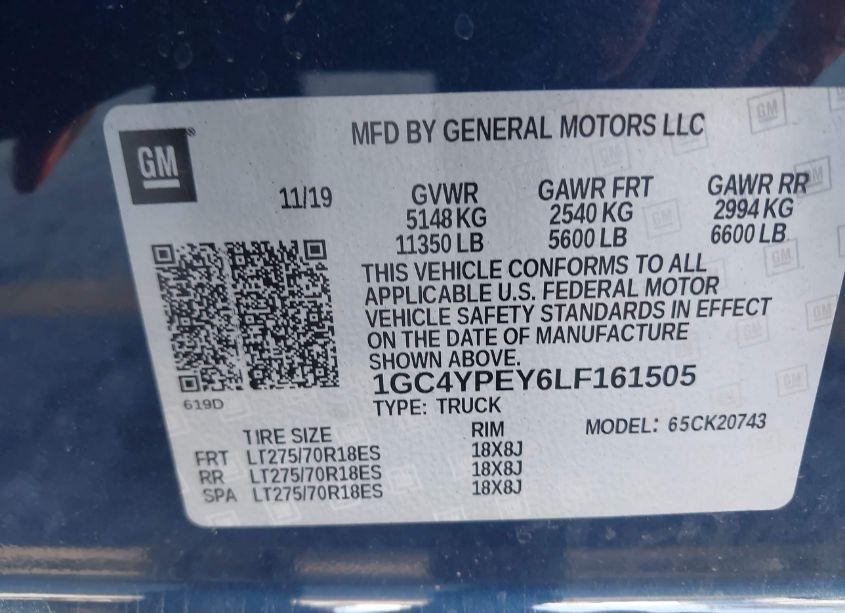 MFD BY GENERAL MOTORS LLC
GM®
11/19
GVWR
5148 KG
11350 LB
GAWR FRT
2540 KG
5600 LB
GAWR RR
2994 KG
6600 LB
THIS VEHICLE CONFORMS TO ALL
APPLICABLE U.S. FEDERAL MOTOR
VEHICLE SAFETY STANDARDS IN EFFECT
ON THE DATE OF MANUFACTURE
SHOWN ABOVE.
1GC4YPEY6LF161505
TYPE: TRUCK
619D
MODEL: 65CK20743
TIRE SIZE RIM
FRT LT275/70R18ES 18X8J
RR LT275/70R18ES 18X8J
SPA LT275/70R18ES 18X8J